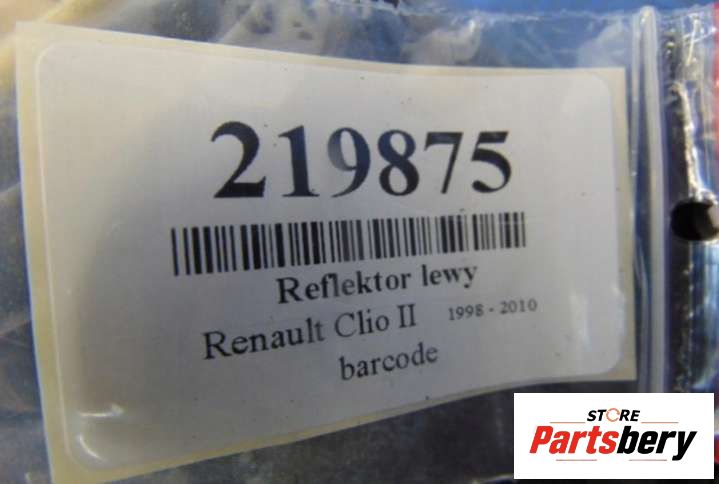 219875
Reflektor lewy
Renault Clio II 1998 - 2010
barcode
STORE
Partsbery